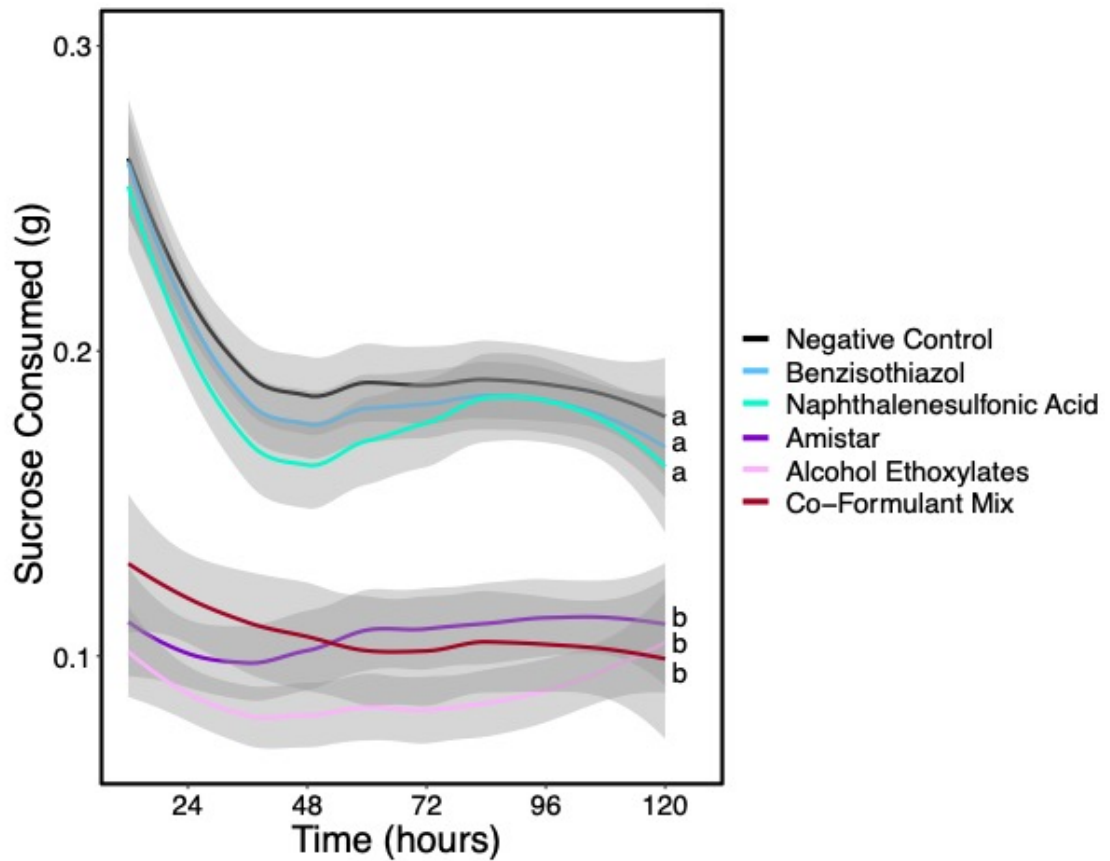 0.3
0.2
0.1
Sucrose Consumed (g)
a
a
a
b
b
b
24 48 72 96 120
Time (hours)
Negative Control
Benzisothiazol
Naphthalenesulfonic Acid
Amistar
Alcohol Ethoxylates
Co−Formulant Mix